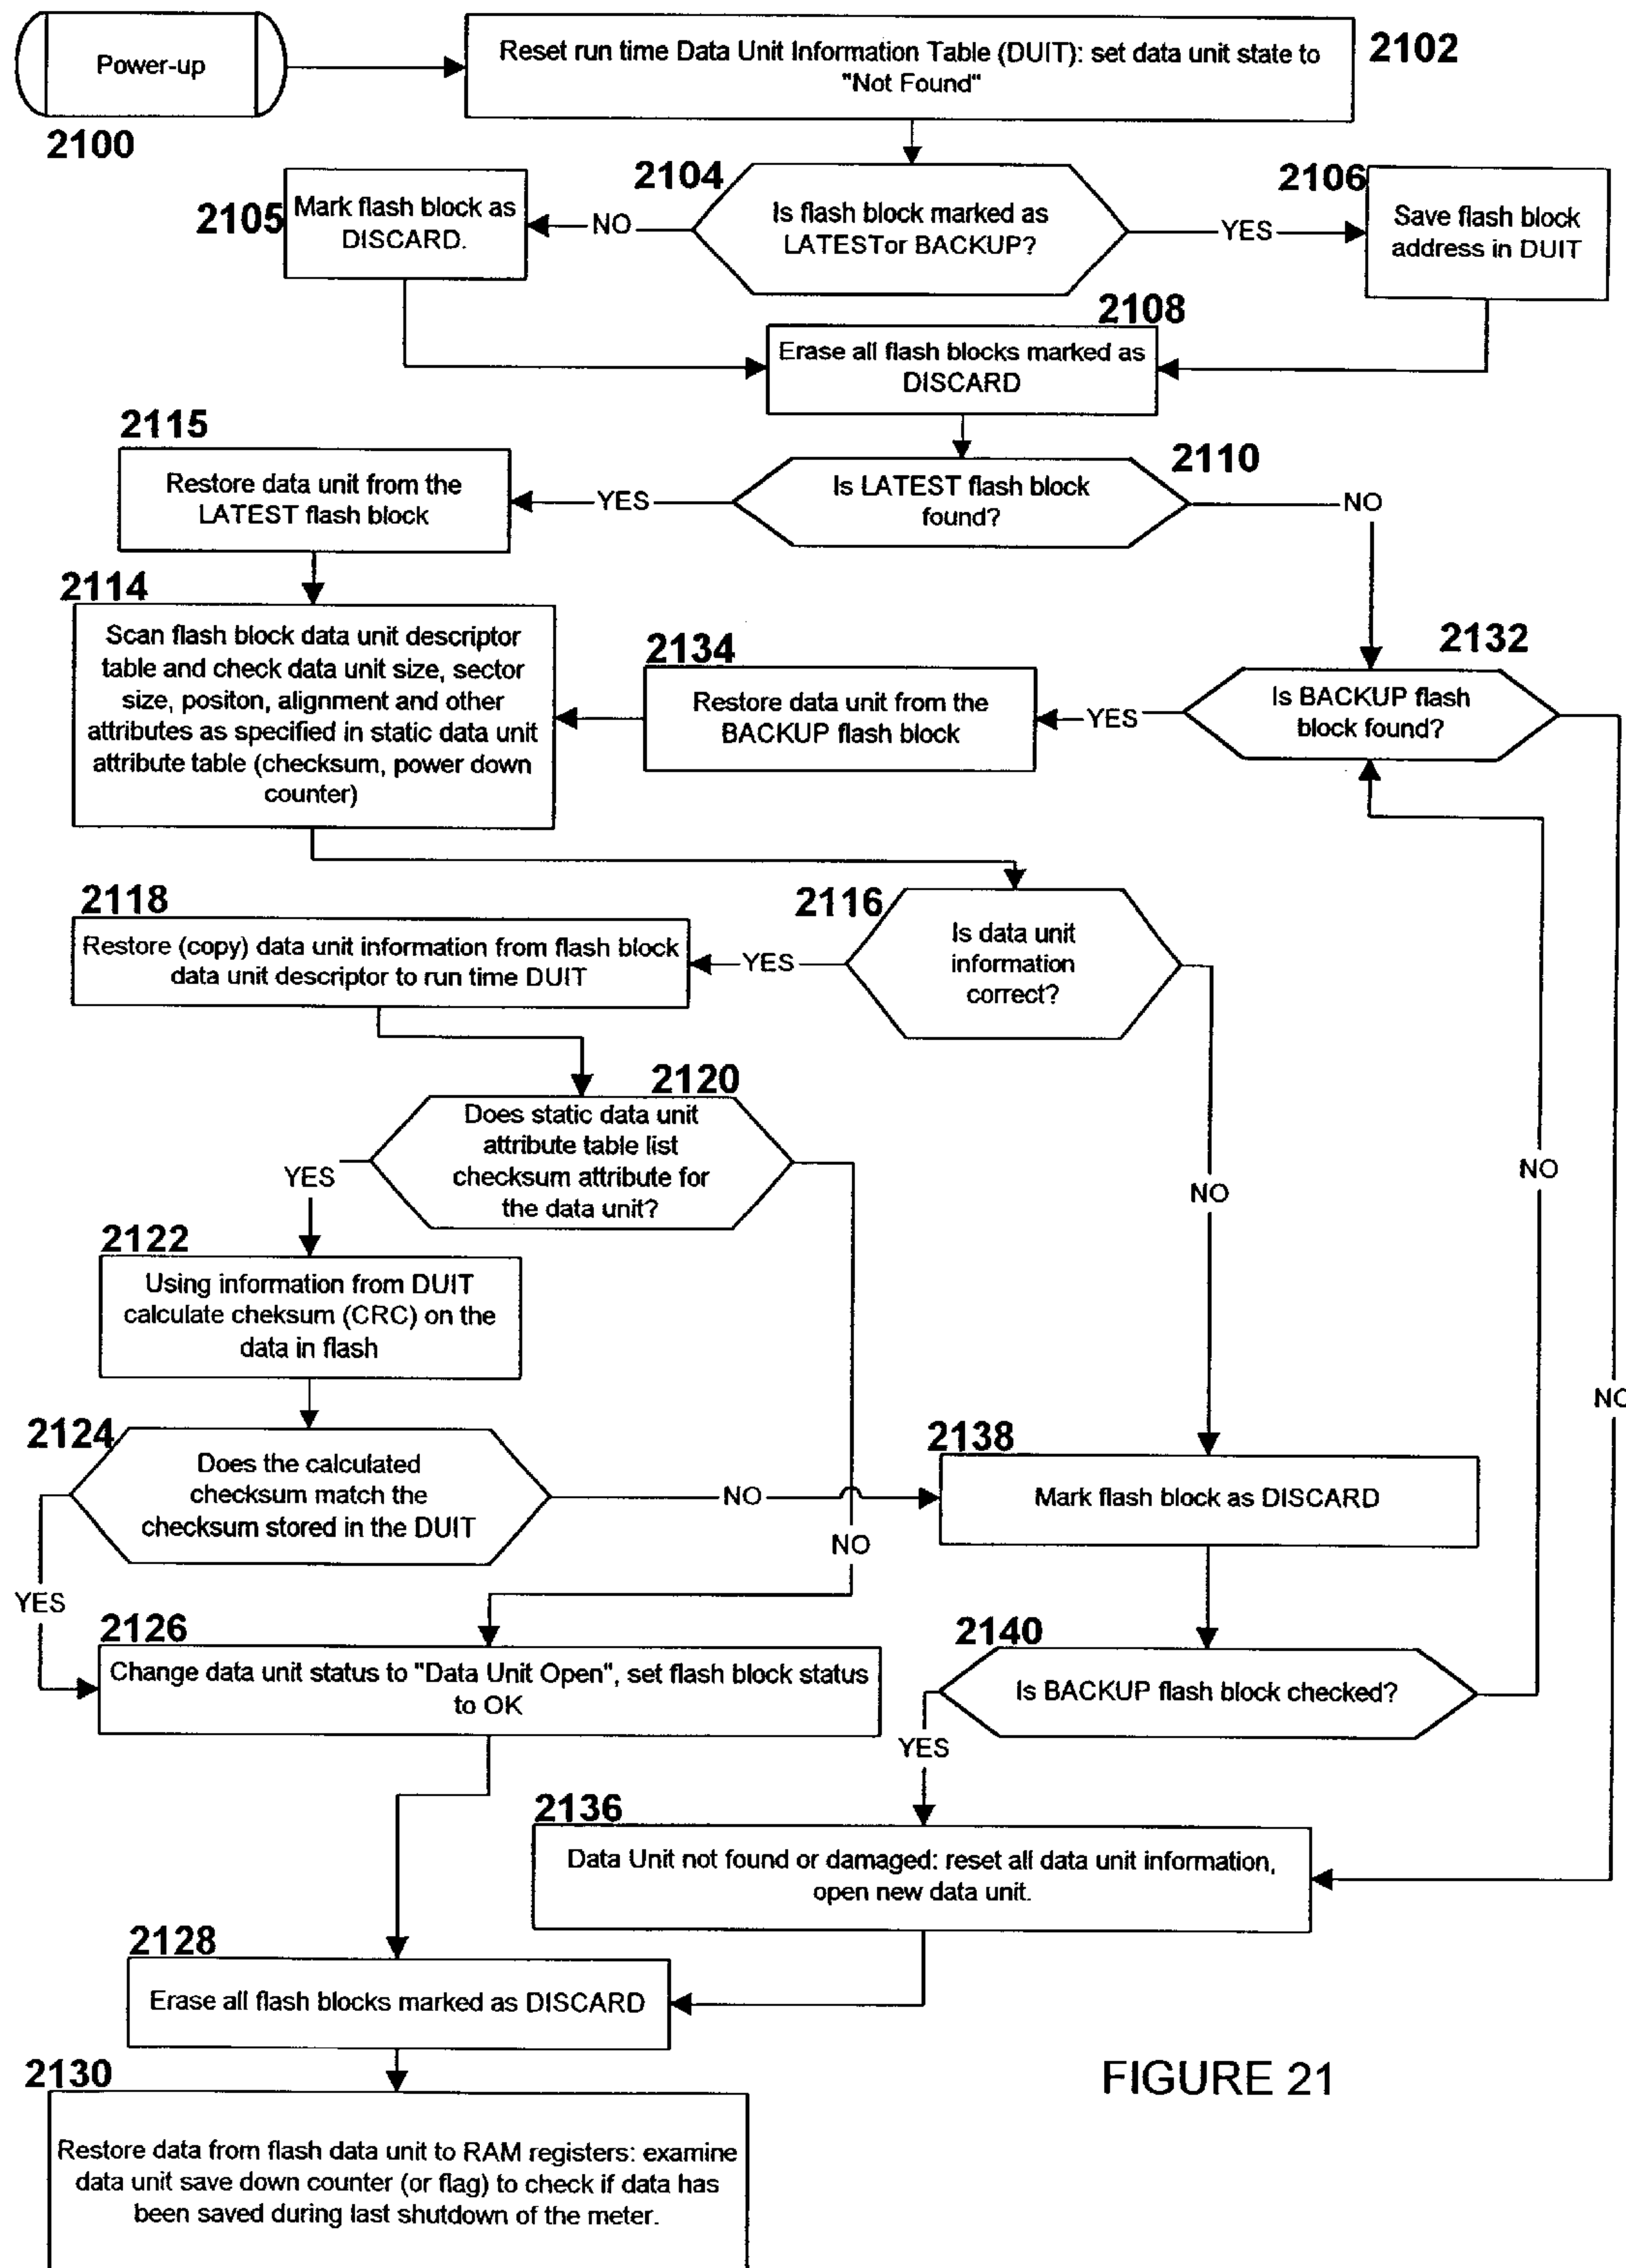 Power-up
2100
Reset run time Data Unit Information Table (DUIT): set data unit state to
"Not Found"
2102
2104
Is flash block marked as
LATESTor BACKUP?
NO
2105
Mark flash block as
DISCARD.
YES
2106
Save flash block
address in DUIT
2108
Erase all flash blocks marked as
DISCARD
2110
Is LATEST flash block
found?
YES
NO
2115
Restore data unit from the
LATEST flash block
2114
Scan flash block data unit descriptor
table and check data unit size, sector
size, positon, alignment and other
attributes as specified in static data unit
attribute table (checksum, power down
counter)
2134
Restore data unit from the
BACKUP flash block
YES
2132
Is BACKUP flash
block found?
2116
Is data unit
information
correct?
YES
2118
Restore (copy) data unit information from flash block
data unit descriptor to run time DUIT
2120
Does static data unit
attribute table list
checksum attribute for
the data unit?
YES
NO
NO
2122
Using information from DUIT
calculate cheksum (CRC) on the
data in flash
NO
2124
Does the calculated
checksum match the
checksum stored in the DUIT
NO
2138
Mark flash block as DISCARD
NO
YES
2126
Change data unit status to "Data Unit Open", set flash block status
to OK
2140
Is BACKUP flash block checked?
YES
2136
Data Unit not found or damaged: reset all data unit information,
open new data unit.
2128
Erase all flash blocks marked as DISCARD
2130
Restore data from flash data unit to RAM registers: examine
data unit save down counter (or flag) to check if data has
been saved during last shutdown of the meter.
FIGURE 21